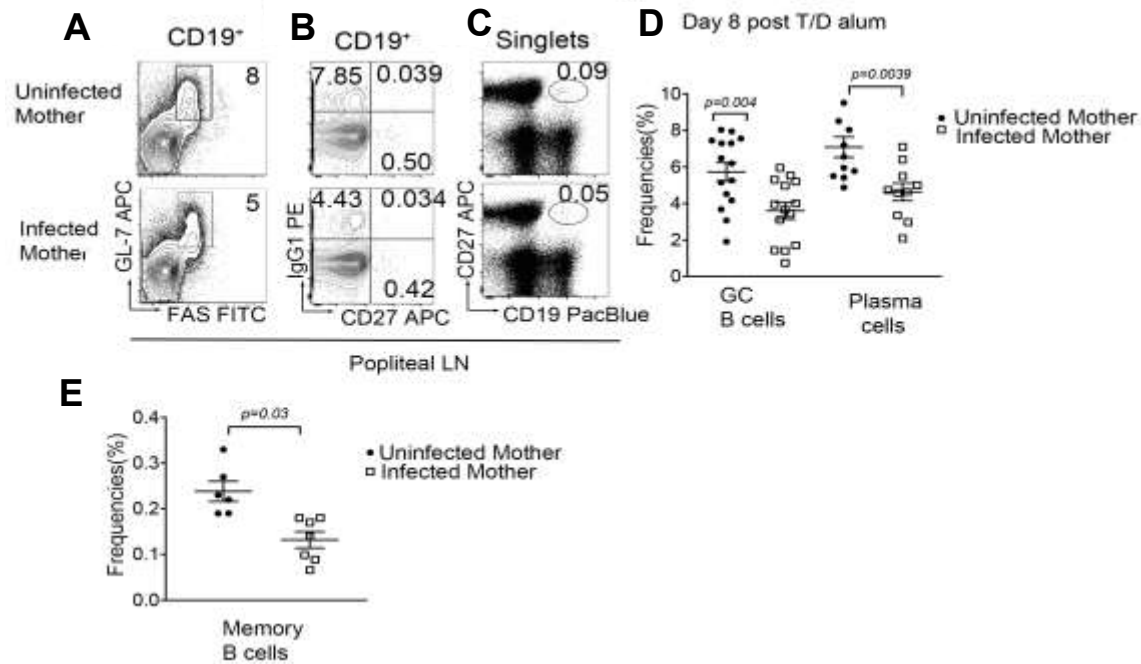 A
B
C
D
Day 8 post T/D alum
CD19+
CD19+
Singlets
Uninfected
Mother
8
7.85
0.039
0.50
0.09
Infected
Mother
5
4.43
0.034
0.42
0.05
GL-7 APC
FAS FITC
IgG1 PE
CD27 APC
CD27 APC
CD19 PacBlue
Popliteal LN
p=0.0039
p=0.004
Uninfected Mother
Infected Mother
Frequencies(%)
10
8
6
4
2
0
GC
B cells
Plasma
cells
E
p=0.03
Uninfected Mother
Infected Mother
Frequencies(%)
0.4
0.3
0.2
0.1
0.0
Memory
B cells